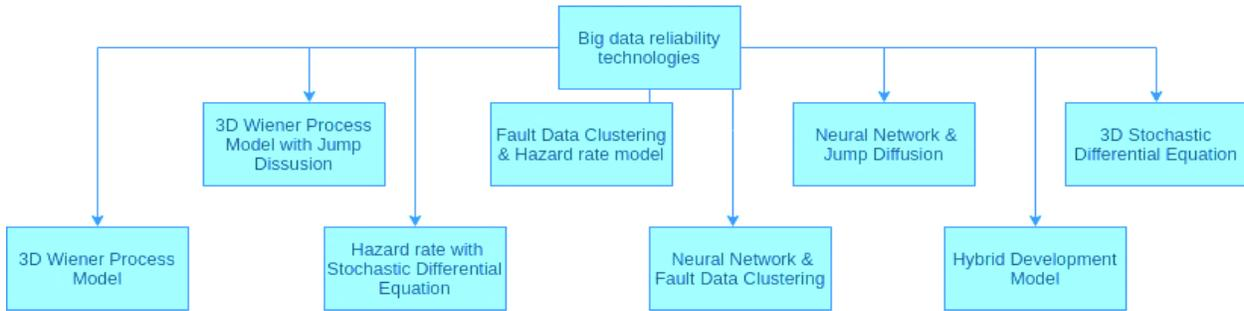 Big data reliability
technologies
3D Wiener Process
Model with Jump
Dissusion
Fault Data Clustering
& Hazard rate model
Neural Network &
Jump Diffusion
3D Stochastic
Differential Equation
3D Wiener Process
Model
Hazard rate with
Stochastic Differential
Equation
Neural Network &
Fault Data Clustering
Hybrid Development
Model